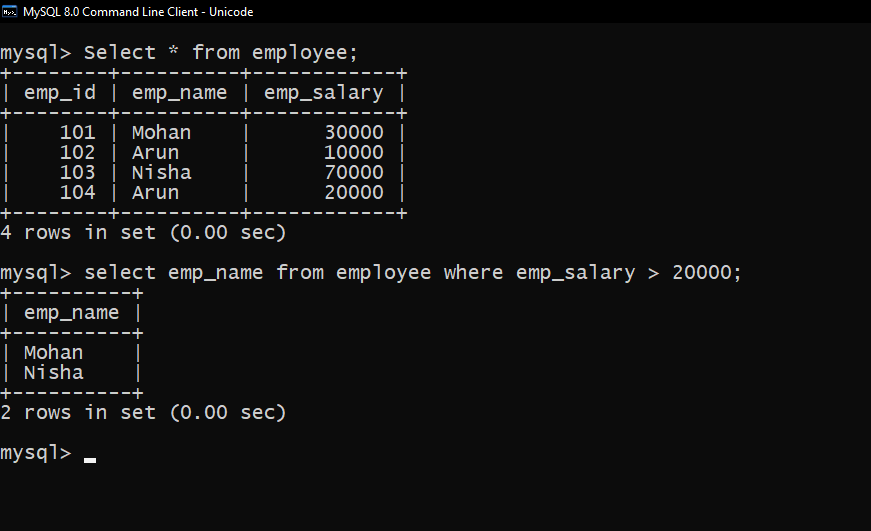 MySQL 8.0 Command Line Client - Unicode
mysql> Select * from employee;
+--------+----------+------------+
| emp_id | emp_name | emp_salary |
+--------+----------+------------+
|    101 | Mohan    |      30000 |
|    102 | Arun     |      10000 |
|    103 | Nisha    |      70000 |
|    104 | Arun     |      20000 |
+--------+----------+------------+
4 rows in set (0.00 sec)
mysql> select emp_name from employee where emp_salary > 20000;
+----------+
| emp_name |
+----------+
| Mohan    |
| Nisha    |
+----------+
2 rows in set (0.00 sec)
mysql> _